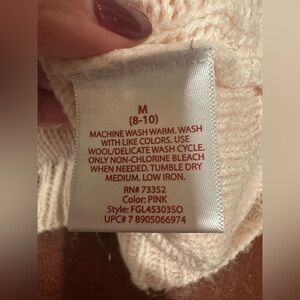 M
(8-10)
MACHINE WASH WARM. WASH
WITH LIKE COLORS. USE
WOOL/DELICATE WASH CYCLE.
ONLY NON-CHLORINE BLEACH
WHEN NEEDED. TUMBLE DRY
MEDIUM. LOW IRON.
RN# 73352
Color: PINK
Style: FGL45303SO
UPC# 7 8905066974